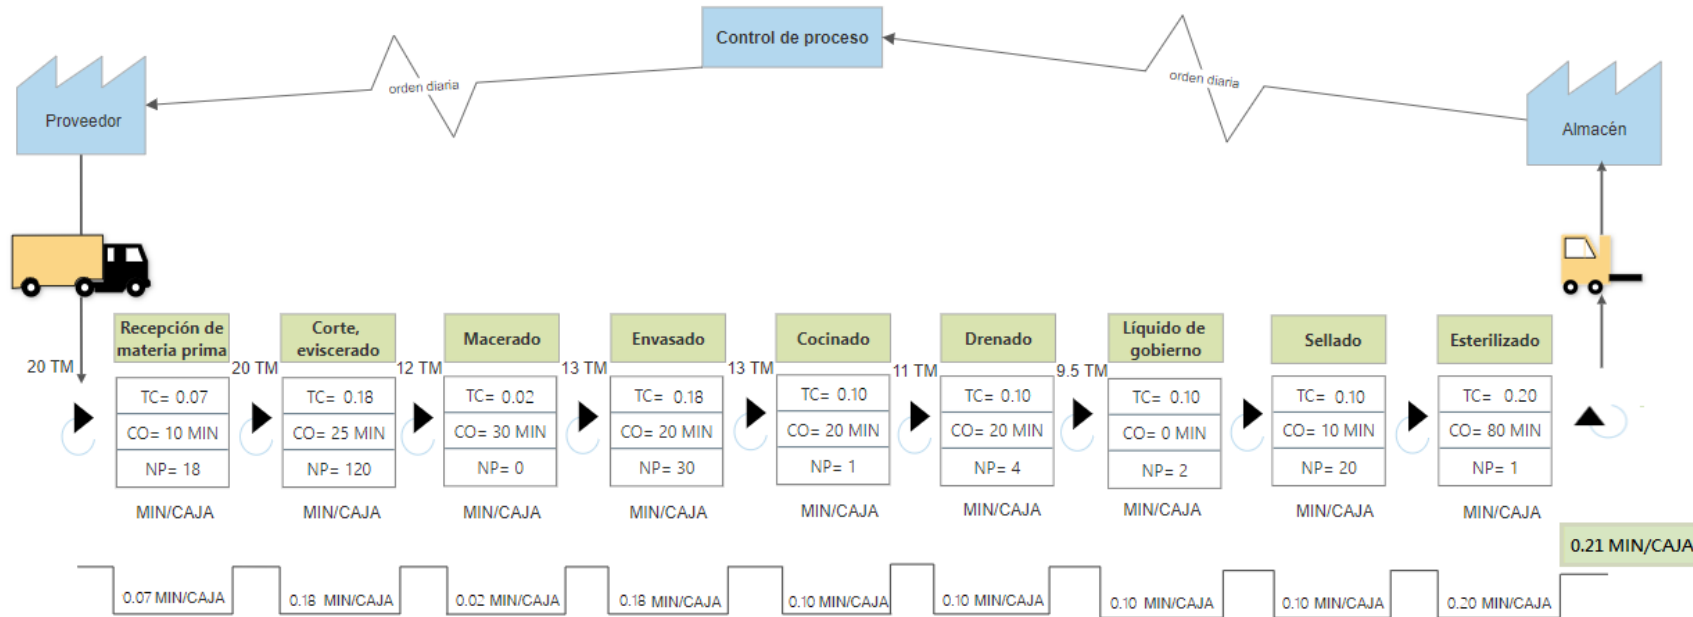 Control de proceso
orden diaria
orden diaria
Proveedor
Almacén
Recepción de
materia prima
Corte,
eviscerado
Macerado
Envasado
Cocinado
Drenado
Líquido de
gobierno
Sellado
Esterilizado
20 TM
20 TM
12 TM
13 TM
13 TM
11 TM
9.5 TM
TC= 0.07
CO= 10 MIN
NP= 18
MIN/CAJA
TC= 0.18
CO= 25 MIN
NP= 120
MIN/CAJA
TC= 0.02
CO= 30 MIN
NP= 0
MIN/CAJA
TC= 0.18
CO= 20 MIN
NP= 30
MIN/CAJA
TC= 0.10
CO= 20 MIN
NP= 1
MIN/CAJA
TC= 0.10
CO= 20 MIN
NP= 4
MIN/CAJA
TC= 0.10
CO= 0 MIN
NP= 2
MIN/CAJA
TC= 0.10
CO= 10 MIN
NP= 20
MIN/CAJA
TC= 0.20
CO= 80 MIN
NP= 1
MIN/CAJA
0.21 MIN/CAJA
0.07 MIN/CAJA
0.18 MIN/CAJA
0.02 MIN/CAJA
0.18 MIN/CAJA
0.10 MIN/CAJA
0.10 MIN/CAJA
0.10 MIN/CAJA
0.10 MIN/CAJA
0.20 MIN/CAJA